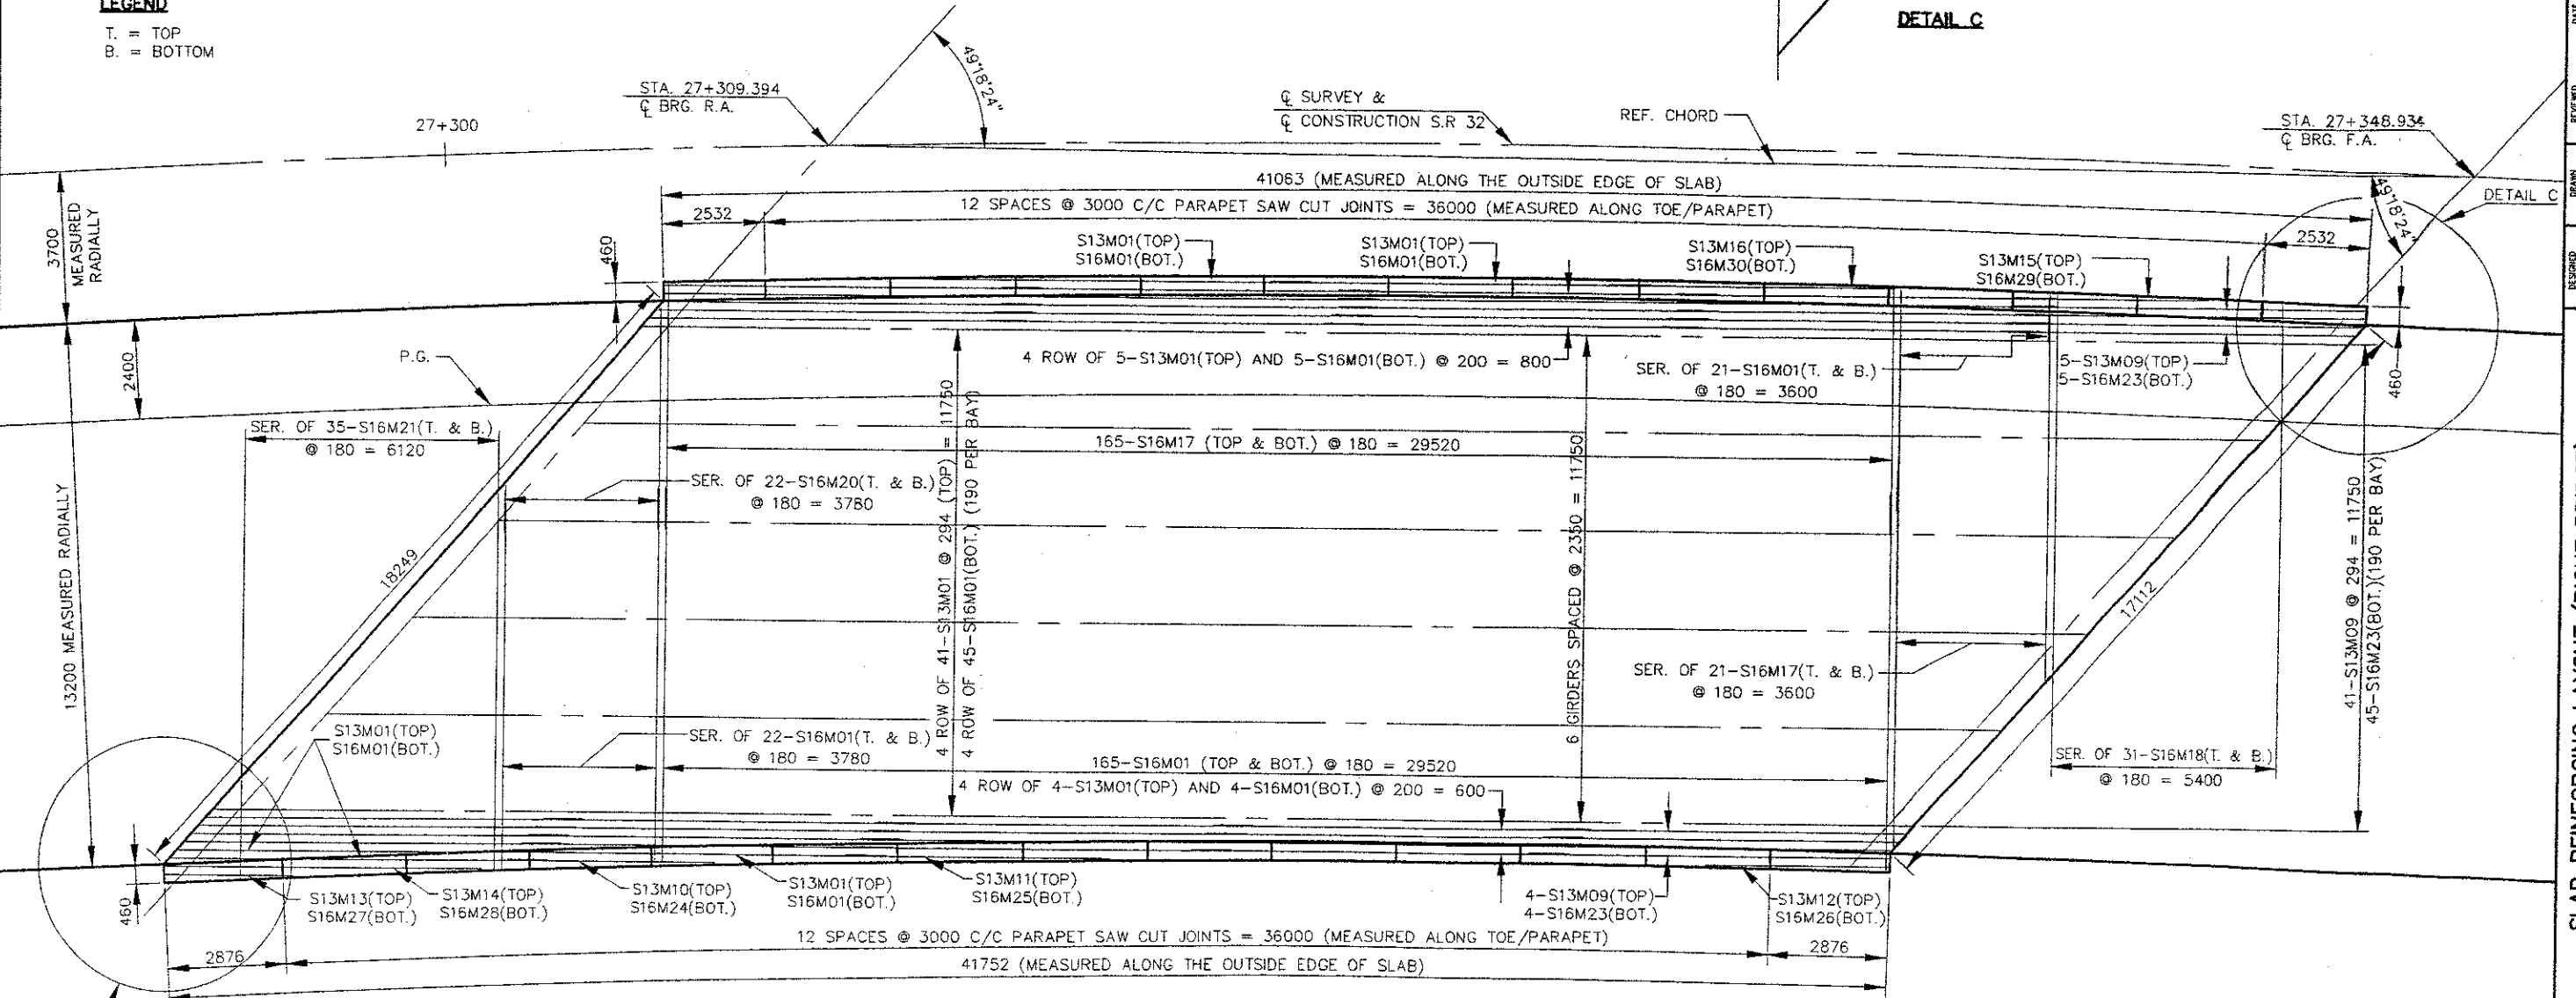 LEGEND
T. = TOP
B. = BOTTOM
DETAIL C
49°18'24"
STA. 27+309.394
℄ BRG. R.A.
27+300
℄ SURVEY &
℄ CONSTRUCTION S.R 32
REF. CHORD
STA. 27+348.934
℄ BRG. F.A.
DETAIL C
49°18'24"
3700
MEASURED
RADIALLY
41063 (MEASURED ALONG THE OUTSIDE EDGE OF SLAB)
2532
12 SPACES @ 3000 C/C PARAPET SAW CUT JOINTS = 36000 (MEASURED ALONG TOE/PARAPET)
2532
460
S13M01(TOP)
S16M01(BOT.)
S13M01(TOP)
S16M01(BOT.)
S13M16(TOP)
S16M30(BOT.)
S13M15(TOP)
S16M29(BOT.)
2400
P.G.
4 ROW OF 5-S13M01(TOP) AND 5-S16M01(BOT.) @ 200 = 800
SER. OF 21-S16M01(T. & B.)
@ 180 = 3600
5-S13M09(TOP)
5-S16M23(BOT.)
460
SER. OF 35-S16M21(T. & B.)
@ 180 = 6120
165-S16M17 (TOP & BOT.) @ 180 = 29520
SER. OF 22-S16M20(T. & B.)
@ 180 = 3780
4 ROW OF 41-S13M01 @ 294 (TOP) = 11750
4 ROW OF 45-S16M01(BOT.) (190 PER BAY)
6 GIRDERS SPACED @ 2350 = 11750
41-S13M09 @ 294 = 11750
45-S16M23(BOT.)(190 PER BAY)
13200 MEASURED RADIALLY
18249
17112
SER. OF 21-S16M17(T. & B.)
@ 180 = 3600
S13M01(TOP)
S16M01(BOT.)
SER. OF 22-S16M01(T. & B.)
@ 180 = 3780
165-S16M01 (TOP & BOT.) @ 180 = 29520
4 ROW OF 4-S13M01(TOP) AND 4-S16M01(BOT.) @ 200 = 600
SER. OF 31-S16M18(T. & B.)
@ 180 = 5400
460
S13M13(TOP)
S16M27(BOT.)
S13M14(TOP)
S16M28(BOT.)
S13M10(TOP)
S16M24(BOT.)
S13M01(TOP)
S16M01(BOT.)
S13M11(TOP)
S16M25(BOT.)
4-S13M09(TOP)
4-S16M23(BOT.)
S13M12(TOP)
S16M26(BOT.)
12 SPACES @ 3000 C/C PARAPET SAW CUT JOINTS = 36000 (MEASURED ALONG TOE/PARAPET)
2876
2876
41752 (MEASURED ALONG THE OUTSIDE EDGE OF SLAB)
DESIGNED
DRAWN
REVIEWED
DATE